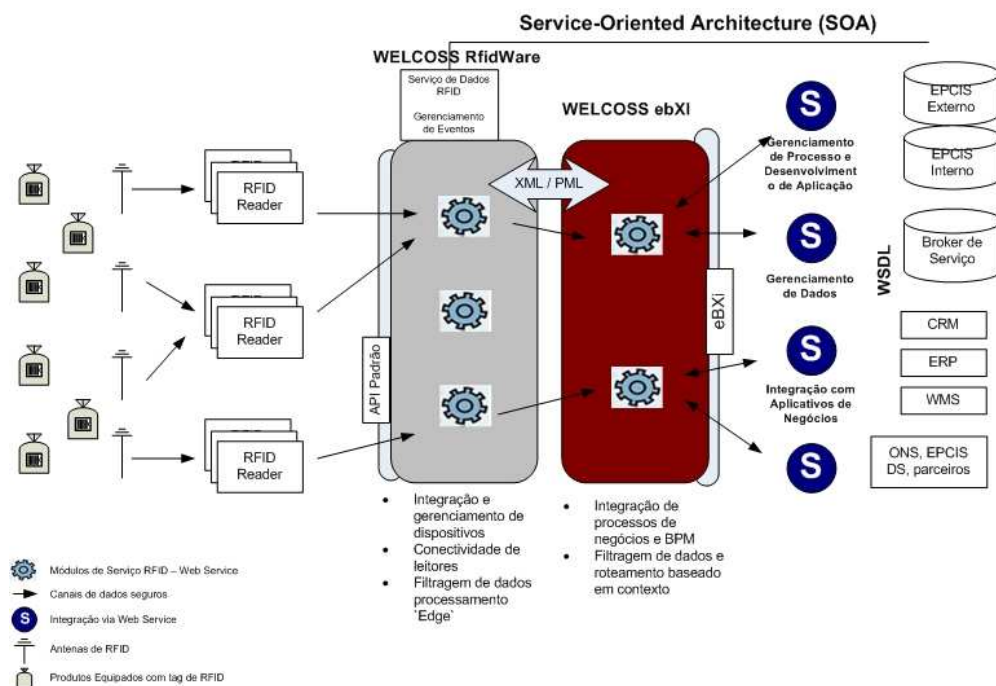 Service-Oriented Architecture (SOA)
WELCOSS RfidWare
Serviço de Dados
RFID
Gerenciamento
de Eventos
WELCOSS ebXI
EPCIS
Externo
S
Gerenciamento
de Processo e
Desenvolviment
o de Aplicação
EPCIS
Interno
XML / PML
RFID
Reader
S
Gerenciamento
de Dados
Broker de
Serviço
WSDL
RFID
Reader
API Padrão
eBXi
S
Integração com
Aplicativos de
Negócios
CRM
ERP
WMS
RFID
Reader
S
ONS, EPCIS
DS, parceiros
• Integração e
gerenciamento de
dispositivos
• Conectividade de
leitores
• Filtragem de dados
processamento
`Edge`
• Integração de
processos de
negócios e BPM
• Filtragem de dados e
roteamento baseado
em contexto
Módulos de Serviço RFID – Web Service
Canais de dados seguros
S
Integração via Web Service
Antenas de RFID
Produtos Equipados com tag de RFID